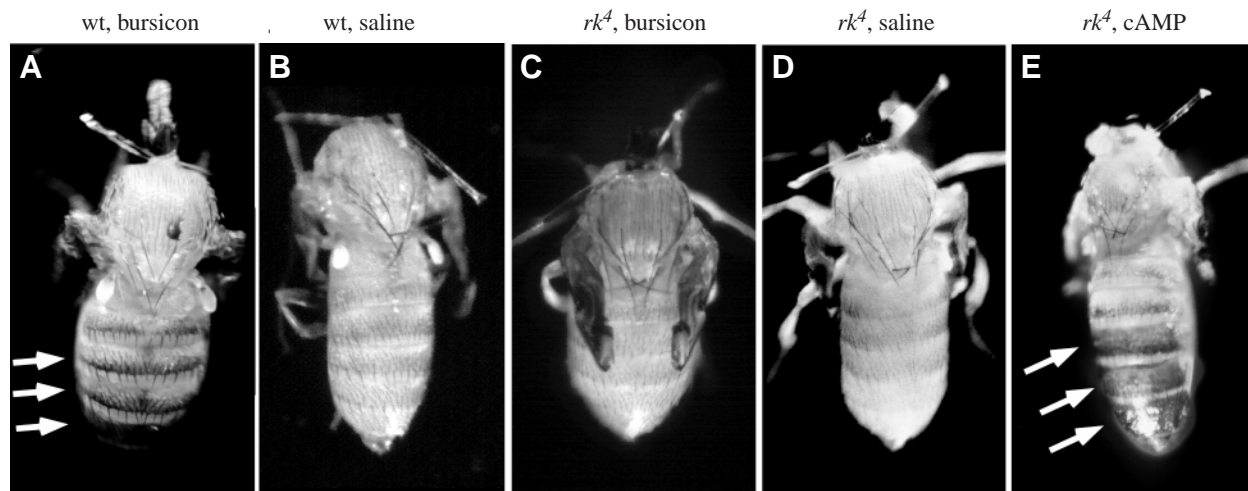 wt, bursicon
wt, saline
rk⁴, bursicon
rk⁴, saline
rk⁴, cAMP
A
B
C
D
E